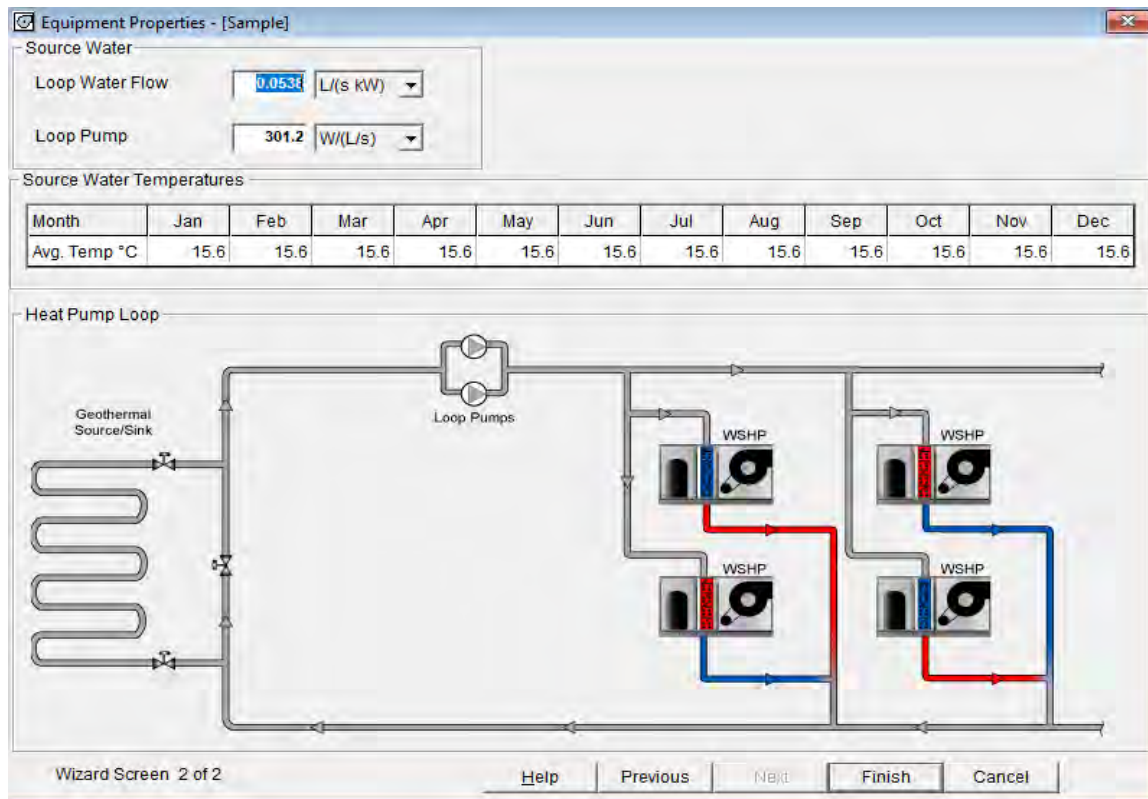 Equipment Properties - [Sample]
Source Water
Loop Water Flow 0.0538 L/(s kW)
Loop Pump 301.2 W/(L/s)
Source Water Temperatures
Month Jan Feb Mar Apr May Jun Jul Aug Sep Oct Nov Dec
Avg. Temp °C 15.6 15.6 15.6 15.6 15.6 15.6 15.6 15.6 15.6 15.6 15.6 15.6
Heat Pump Loop
Geothermal
Source/Sink
Loop Pumps
WSHP WSHP
WSHP WSHP
Wizard Screen 2 of 2 Help Previous Next Finish Cancel